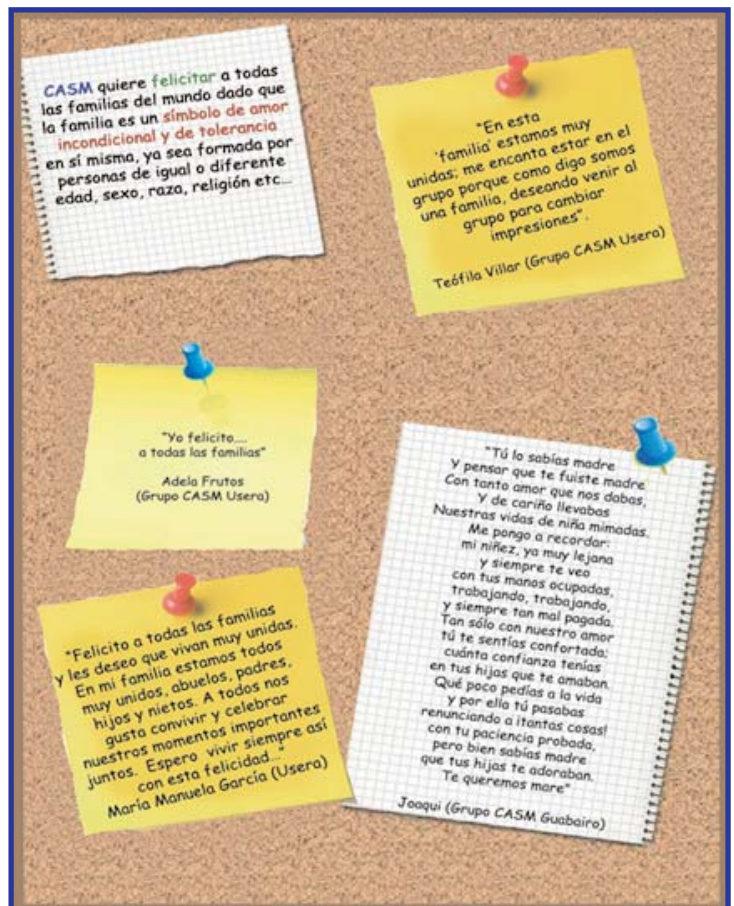 CASM quiere felicitar a todas
las familias del mundo dado que
la familia es un símbolo de amor
incondicional y de tolerancia
en sí misma, ya sea formada por
personas de igual o diferente
edad, sexo, raza, religión etc...
"En esta
'familia' estamos muy
unidas; me encanta estar en el
grupo porque como digo somos
una familia, deseando venir al
grupo para cambiar
impresiones".
Teófila Villar (Grupo CASM Usera)
"Yo felicito....
a todas las familias"
Adela Frutos
(Grupo CASM Usera)
"Felicito a todas las familias
y les deseo que vivan muy unidas.
En mi familia estamos todos
muy unidos, abuelos, padres,
hijos y nietos. A todos nos
gusta convivir y celebrar
nuestros momentos importantes
juntos. Espero vivir siempre así
con esta felicidad..."
María Manuela García (Usera)
"Tú lo sabías madre
Y pensar que te fuiste madre
Con tanto amor que nos dabas,
Y de cariño llevabas
Nuestras vidas de niña mimadas.
Me pongo a recordar:
mi niñez, ya muy lejana
y siempre te veo
con tus manos ocupadas,
trabajando, trabajando,
y siempre tan mal pagada.
Tan sólo con nuestro amor
tú te sentías confortada;
cuánta confianza tenías
en tus hijas que te amaban.
Qué poco pedías a la vida
y por ella tú pasabas
renunciando a ¡tantas cosas!
con tu paciencia probada,
pero bien sabías madre
que tus hijas te adoraban.
Te queremos mare"
Joaqui (Grupo CASM Guabairo)